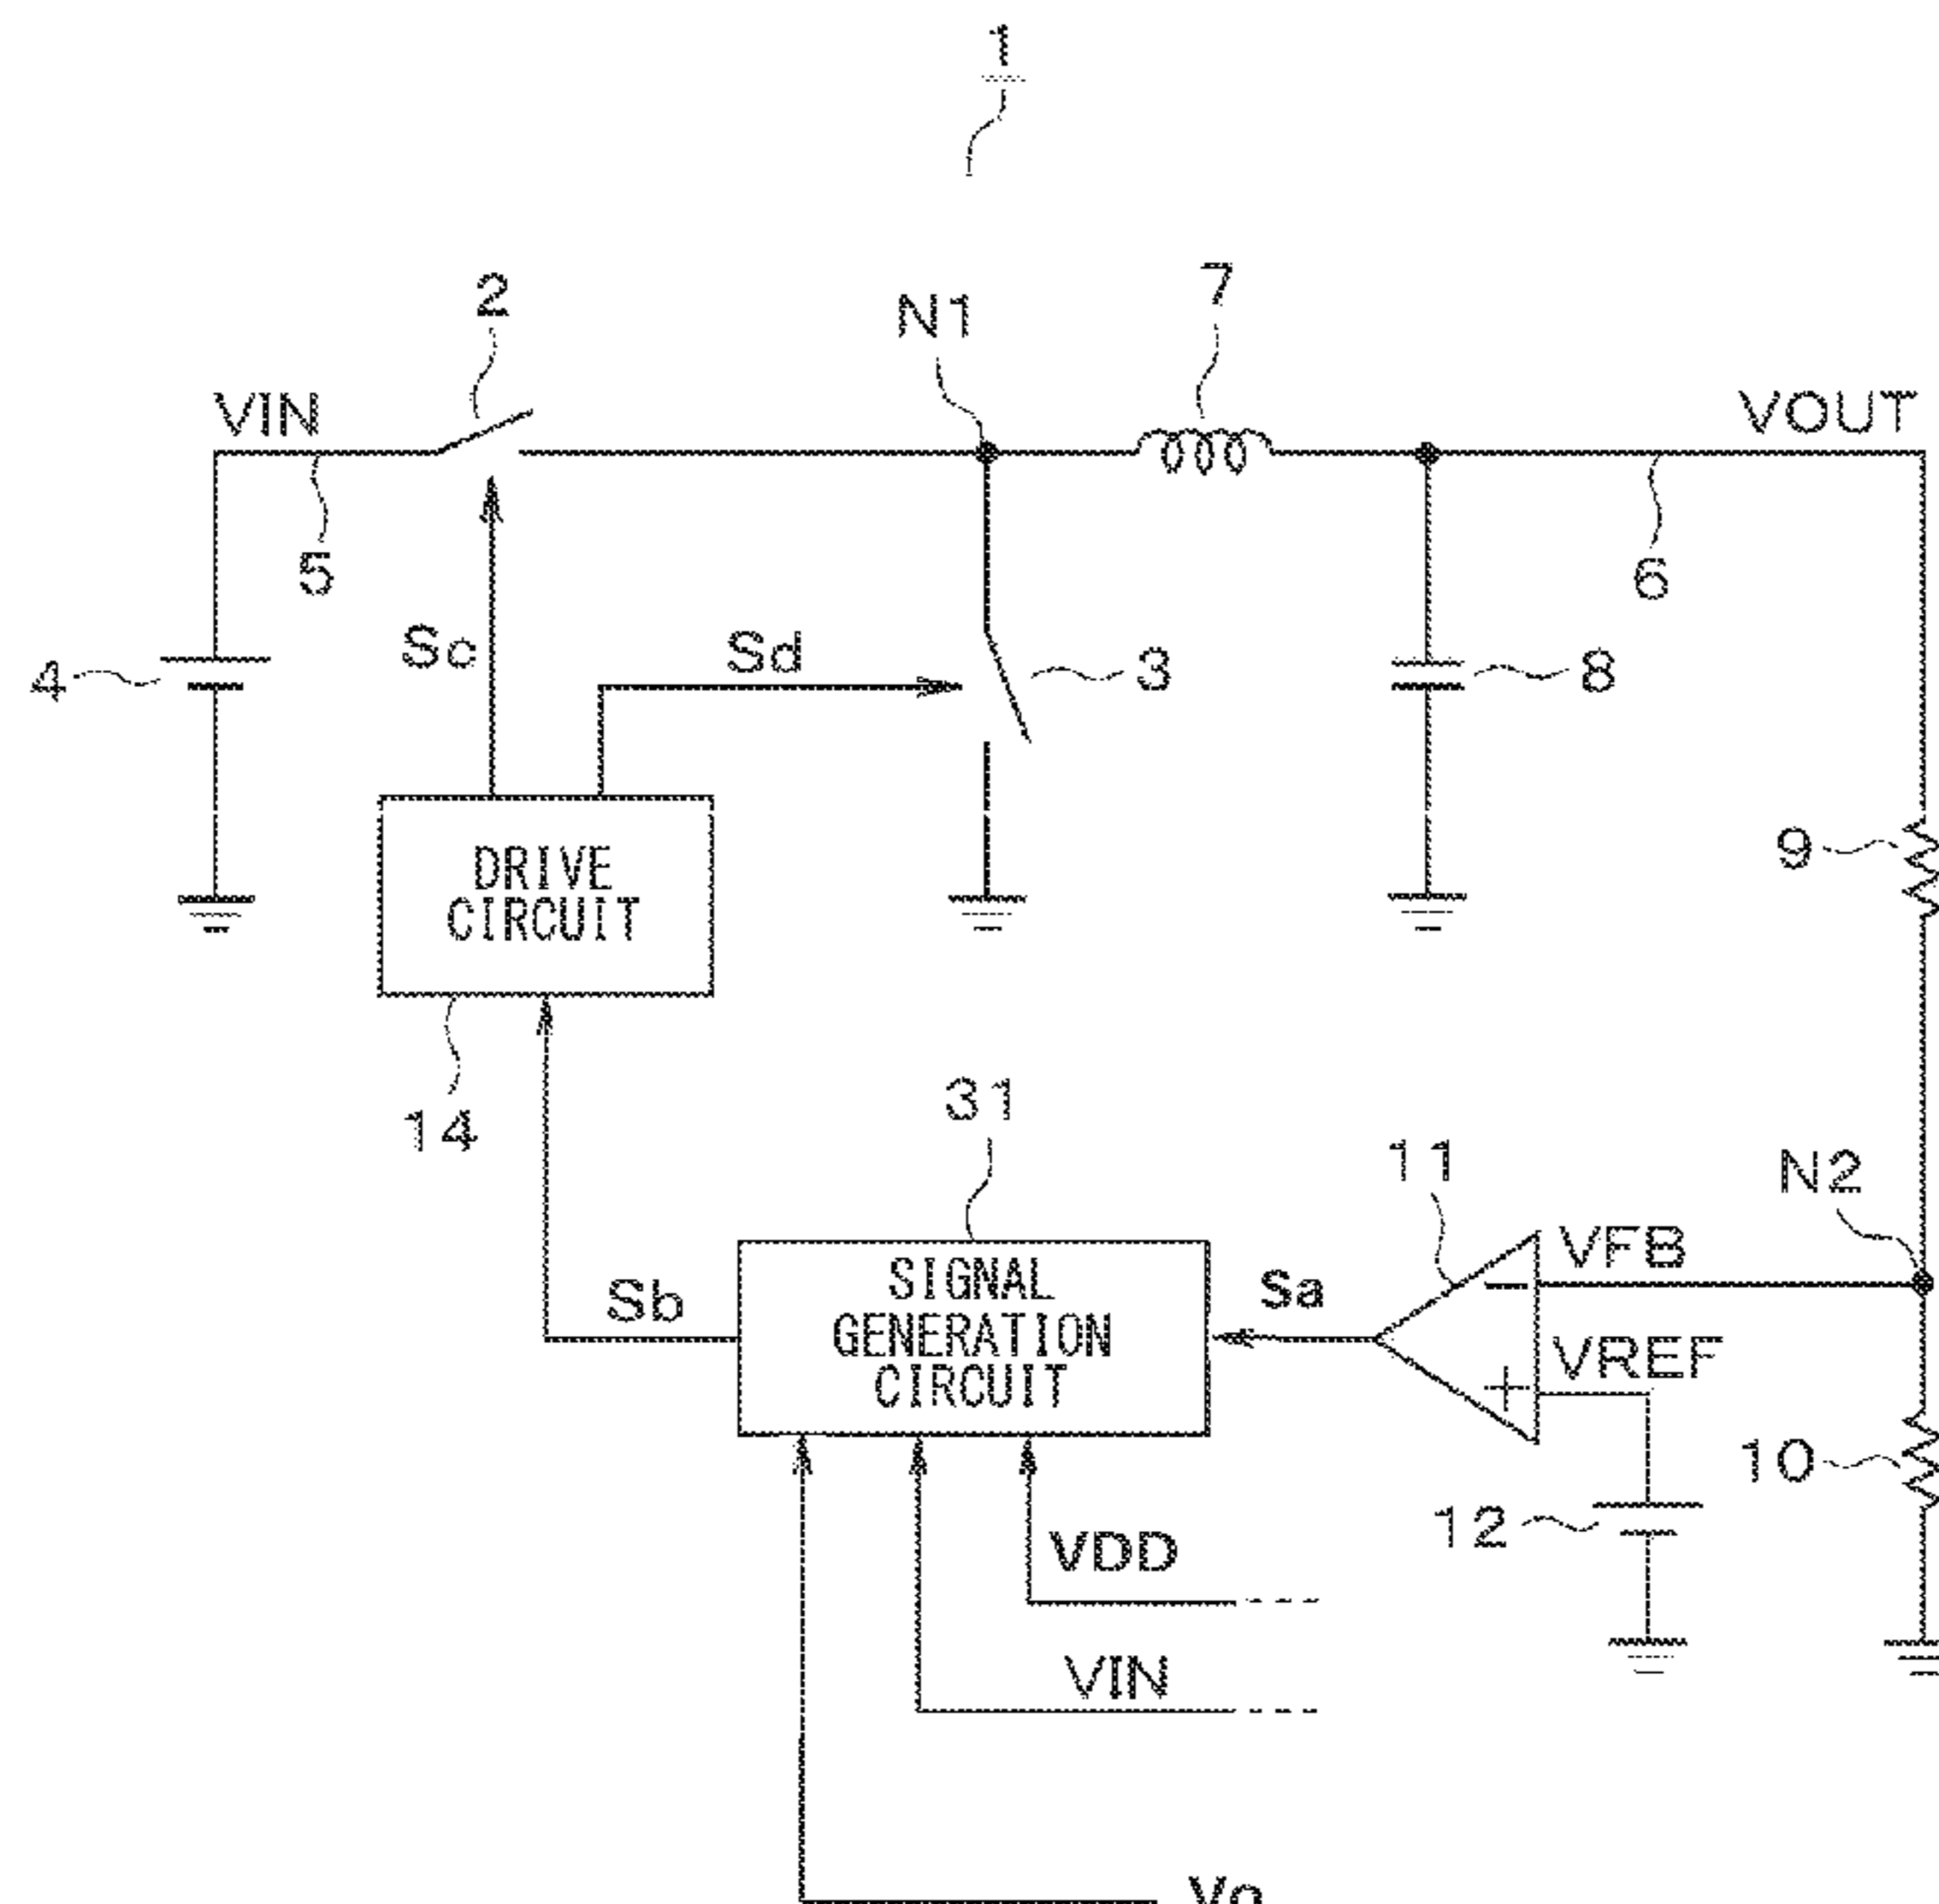 1
2
N1
7
VIN
VOUT
5
6
Sc
Sd
4
3
8
DRIVE
CIRCUIT
9
14
31
11
N2
SIGNAL
GENERATION
CIRCUIT
Sb
Sa
VFB
VREF
10
12
VDD
VIN